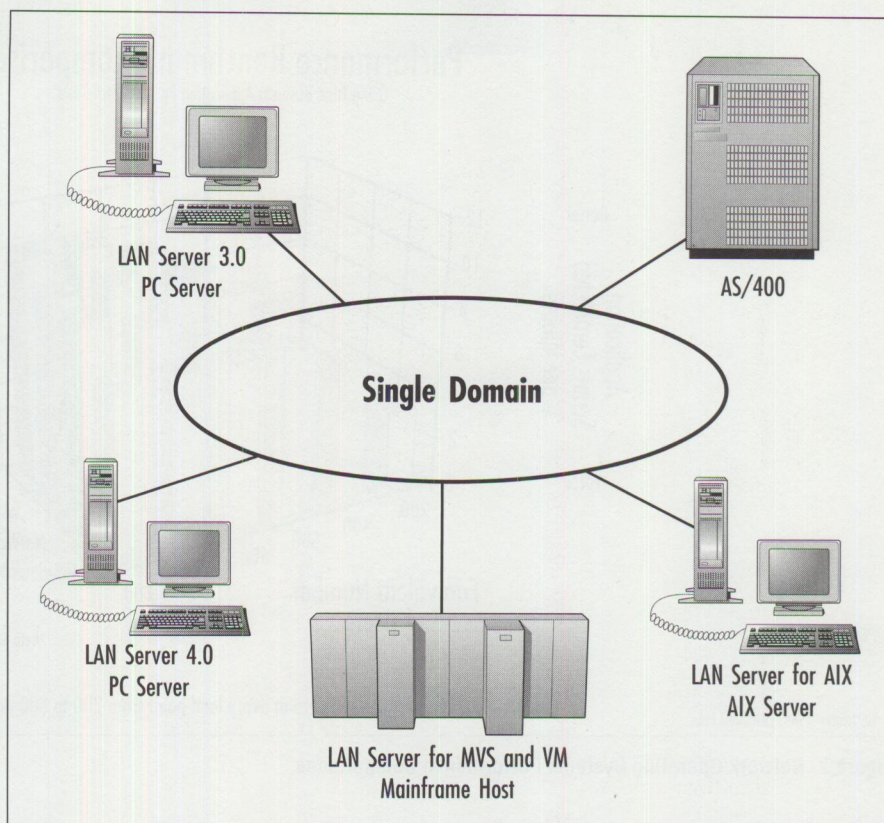 LAN Server 3.0
PC Server
AS/400
Single Domain
LAN Server 4.0
PC Server
LAN Server for AIX
AIX Server
LAN Server for MVS and VM
Mainframe Host